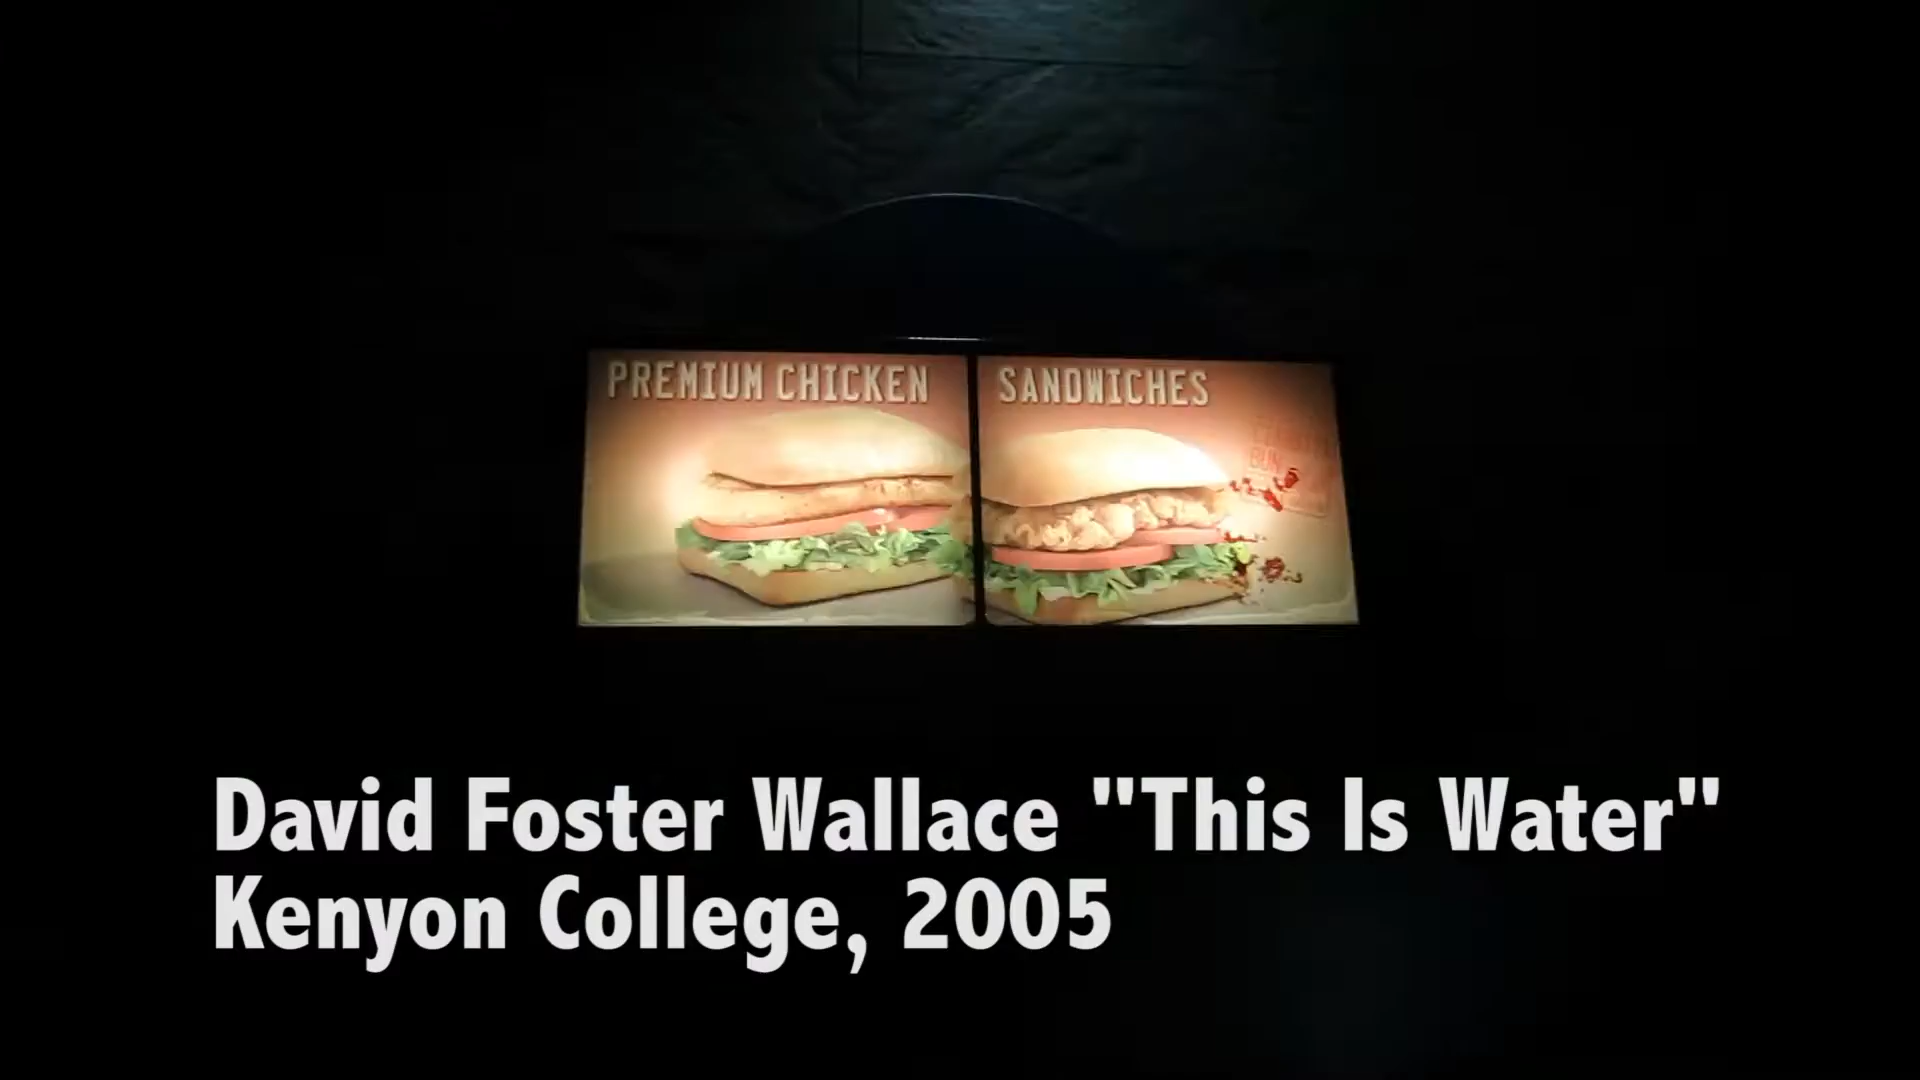 PREMIUM CHICKEN
SANDWICHES
David Foster Wallace "This Is Water"
Kenyon College, 2005